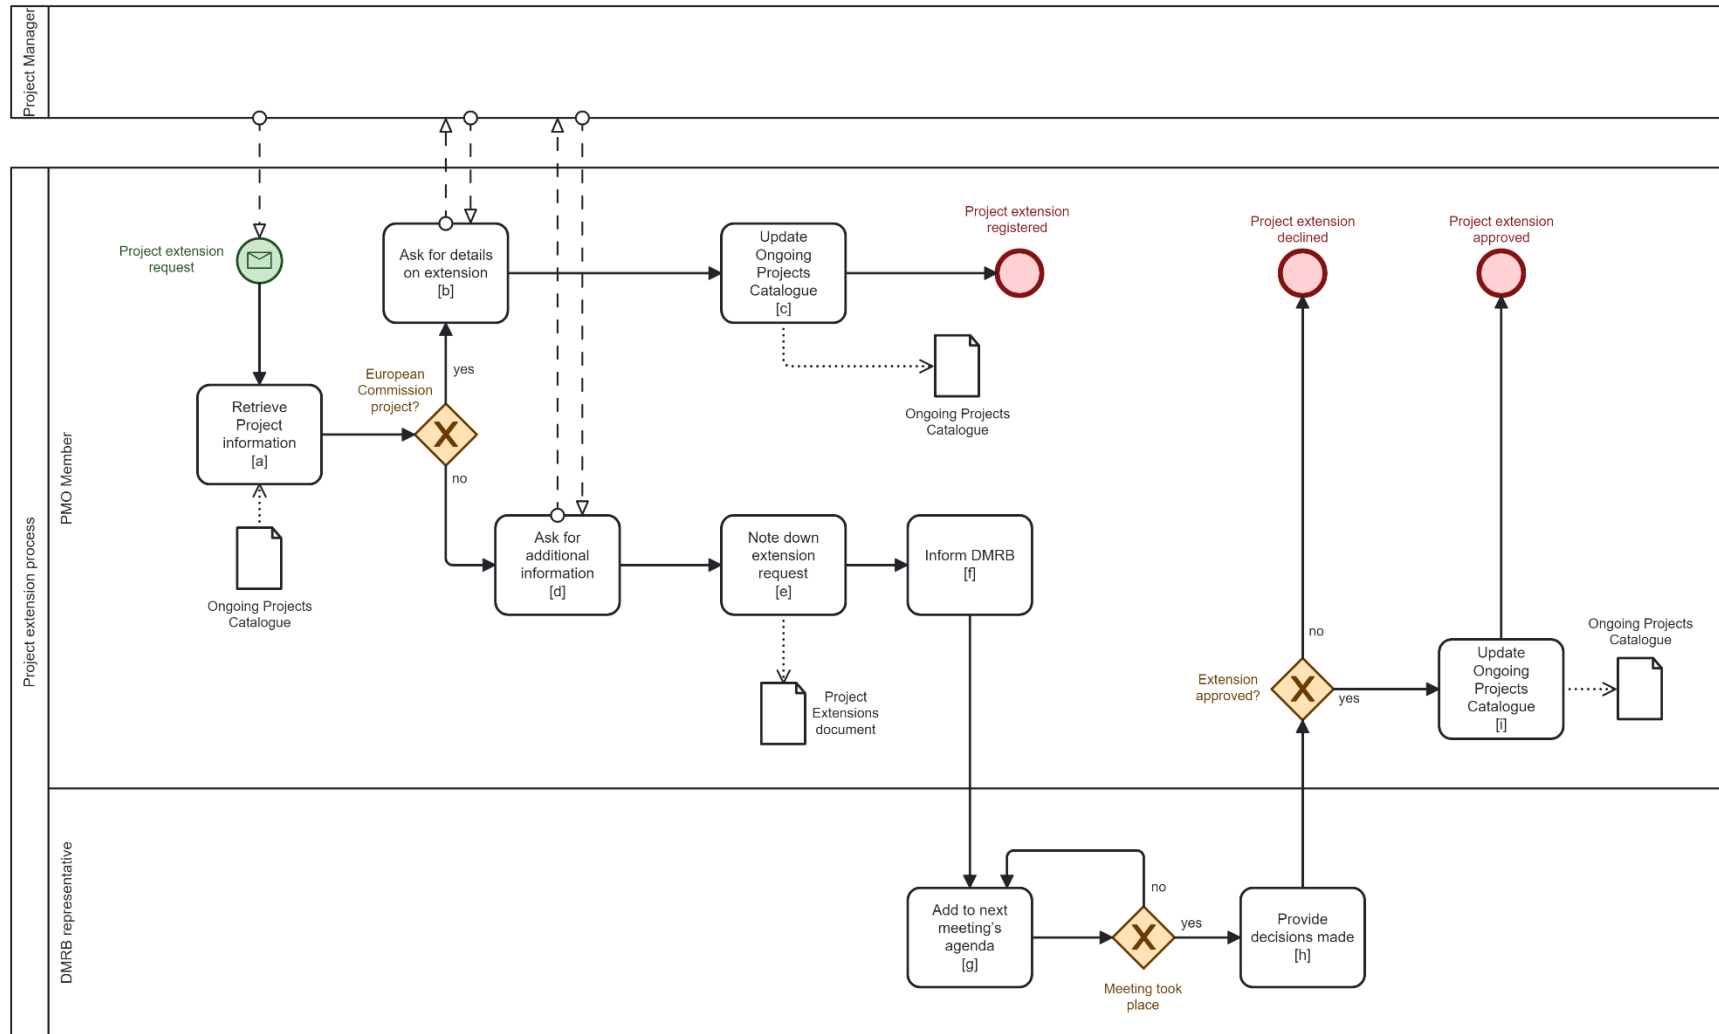 Project Manager
Project extension process
PMO Member
DMRB representative
Project extension
request
Retrieve
Project
information
[a]
Ongoing Projects
Catalogue
European
Commission
project?
yes
no
Ask for details
on extension
[b]
Update
Ongoing
Projects
Catalogue
[c]
Project extension
registered
Ongoing Projects
Catalogue
Ask for
additional
information
[d]
Note down
extension
request
[e]
Project
Extensions
document
Inform DMRB
[f]
Add to next
meeting's
agenda
[g]
Meeting took
place
no
yes
Provide
decisions made
[h]
Extension
approved?
no
yes
Project extension
declined
Update
Ongoing
Projects
Catalogue
[i]
Ongoing Projects
Catalogue
Project extension
approved